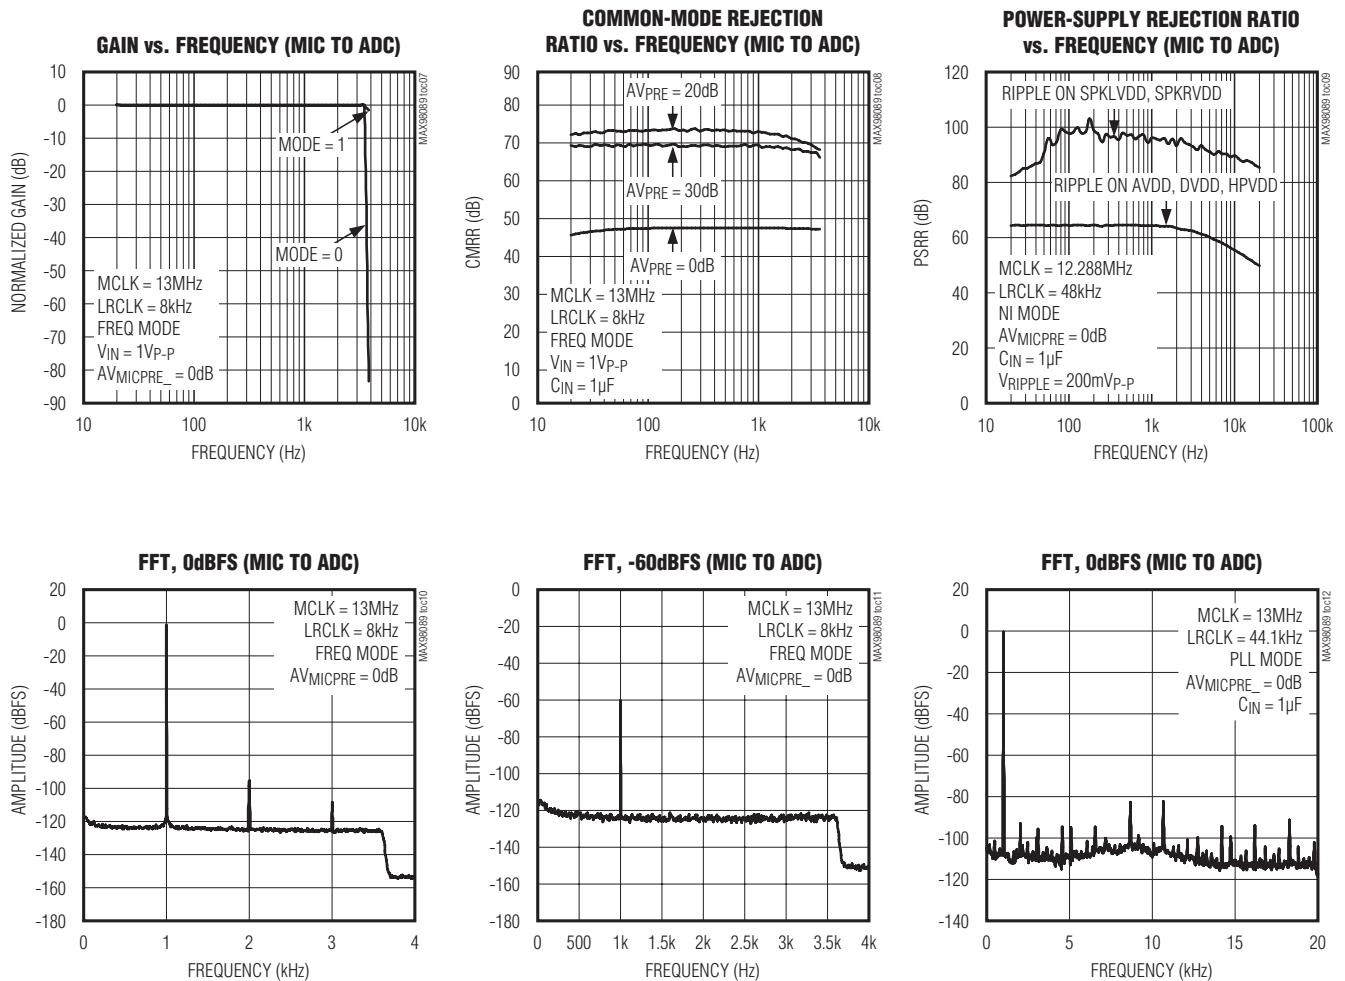 GAIN vs. FREQUENCY (MIC TO ADC)
10
0
-10
-20
-30
-40
-50
-60
-70
-80
-90
NORMALIZED GAIN (dB)
MAX98089 toc07
MODE = 1
MODE = 0
MCLK = 13MHz
LRCLK = 8kHz
FREQ MODE
VIN = 1VP-P
AVMICPRE_ = 0dB
10
100
1k
10k
FREQUENCY (Hz)
COMMON-MODE REJECTION
RATIO vs. FREQUENCY (MIC TO ADC)
90
80
70
60
50
40
30
20
10
0
CMRR (dB)
MAX98089 toc08
AVPRE = 20dB
AVPRE = 30dB
AVPRE = 0dB
MCLK = 13MHz
LRCLK = 8kHz
FREQ MODE
VIN = 1VP-P
CIN = 1µF
10
100
1k
10k
FREQUENCY (Hz)
POWER-SUPPLY REJECTION RATIO
vs. FREQUENCY (MIC TO ADC)
120
100
80
60
40
20
0
PSRR (dB)
MAX98089 toc09
RIPPLE ON SPKLVDD, SPKRVDD
RIPPLE ON AVDD, DVDD, HPVDD
MCLK = 12.288MHz
LRCLK = 48kHz
NI MODE
AVMICPRE = 0dB
CIN = 1µF
VRIPPLE = 200mVP-P
10
100
1k
10k
100k
FREQUENCY (Hz)
FFT, 0dBFS (MIC TO ADC)
20
0
-20
-40
-60
-80
-100
-120
-140
-160
-180
AMPLITUDE (dBFS)
MAX98089 toc10
MCLK = 13MHz
LRCLK = 8kHz
FREQ MODE
AVMICPRE = 0dB
0
1
2
3
4
FREQUENCY (kHz)
FFT, -60dBFS (MIC TO ADC)
0
-20
-40
-60
-80
-100
-120
-140
-160
-180
AMPLITUDE (dBFS)
MAX98089 toc11
MCLK = 13MHz
LRCLK = 8kHz
FREQ MODE
AVMICPRE_ = 0dB
0
500
1k
1.5k
2k
2.5k
3k
3.5k
4k
FREQUENCY (Hz)
FFT, 0dBFS (MIC TO ADC)
20
0
-20
-40
-60
-80
-100
-120
-140
AMPLITUDE (dBFS)
MAX98089 toc12
MCLK = 13MHz
LRCLK = 44.1kHz
PLL MODE
AVMICPRE_ = 0dB
CIN = 1µF
0
5
10
15
20
FREQUENCY (kHz)